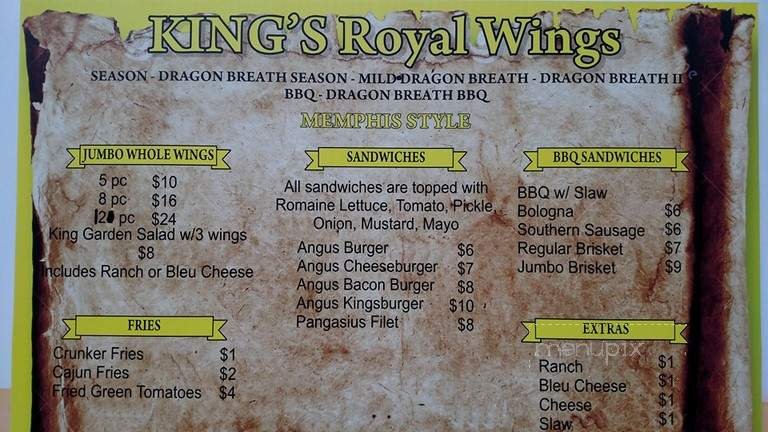 KING'S Royal Wings
SEASON - DRAGON BREATH SEASON - MILD DRAGON BREATH - DRAGON BREATH II
BBQ - DRAGON BREATH BBQ
MEMPHIS STYLE
JUMBO WHOLE WINGS
5 pc $10
8 pc $16
12 pc $24
King Garden Salad w/3 wings
$8
Includes Ranch or Bleu Cheese
FRIES
Crunker Fries $1
Cajun Fries $2
Fried Green Tomatoes $4
SANDWICHES
All sandwiches are topped with
Romaine Lettuce, Tomato, Pickle,
Onion, Mustard, Mayo
Angus Burger $6
Angus Cheeseburger $7
Angus Bacon Burger $8
Angus Kingsburger $10
Pangasius Filet $8
BBQ SANDWICHES
BBQ w/ Slaw
Bologna $6
Southern Sausage $6
Regular Brisket $7
Jumbo Brisket $9
EXTRAS
menupix
Ranch $1
Bleu Cheese $1
Cheese $1
Slaw $1